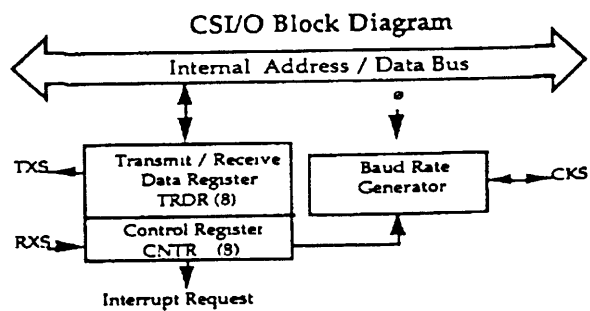 CSI/O Block Diagram
Internal Address / Data Bus
ø
TXS
Transmit / Receive
Data Register
TRDR (8)
Baud Rate
Generator
CKS
RXS
Control Register
CNTR (8)
Interrupt Request